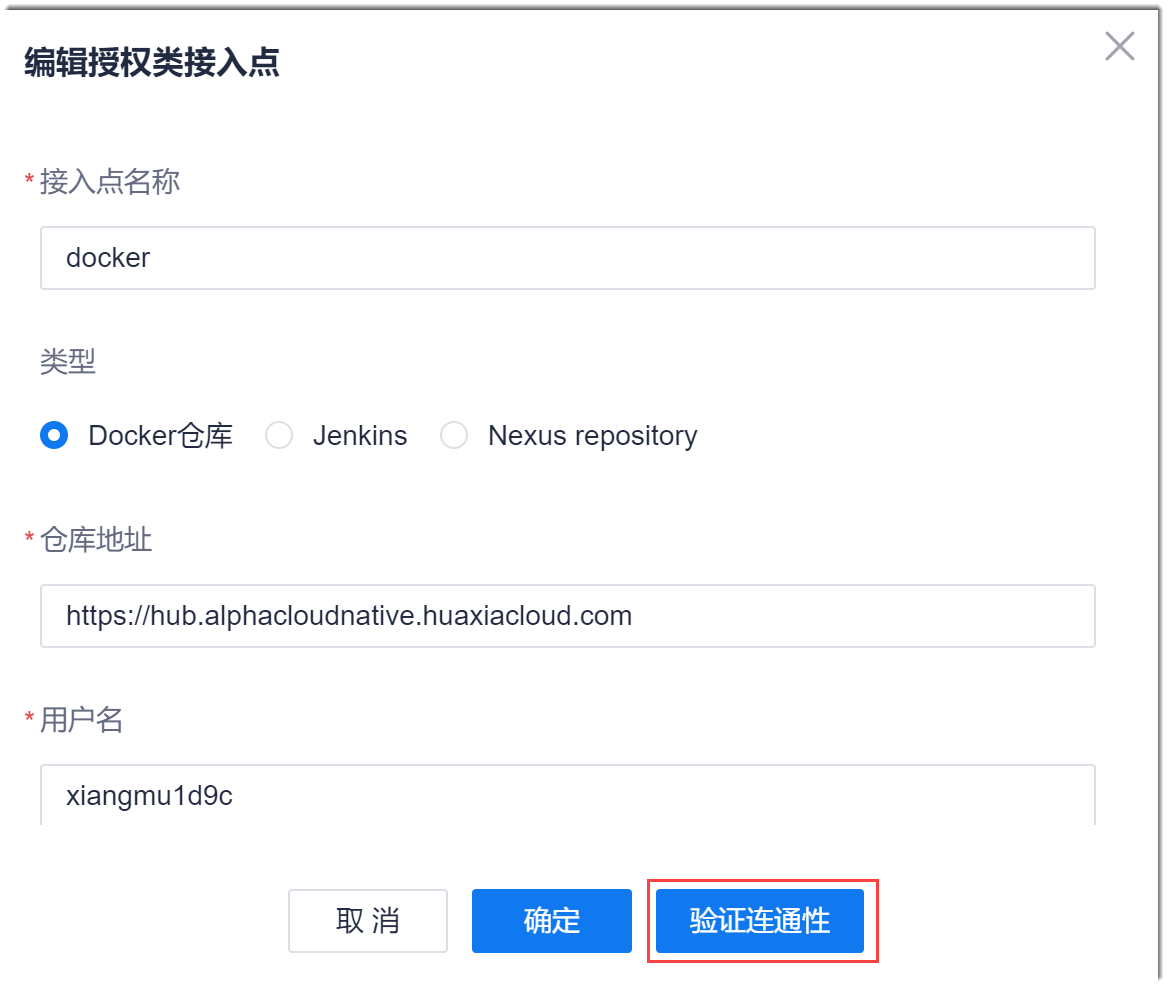 编辑授权类接入点
* 接入点名称
docker
类型
Docker仓库 Jenkins Nexus repository
* 仓库地址
https://hub.alphacloudnative.huaxiacloud.com
* 用户名
xiangmu1d9c
取 消 确定 验证连通性